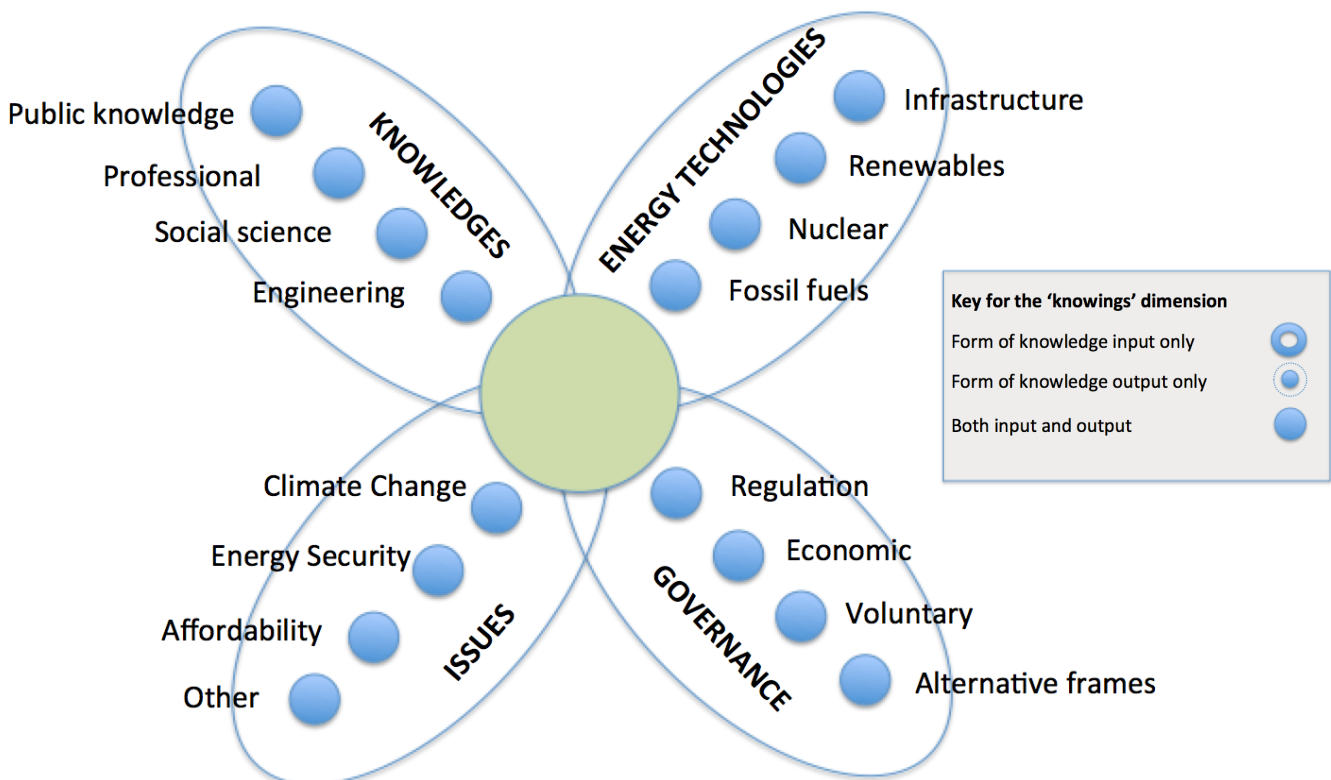 KNOWLEDGES
Public knowledge
Professional
Social science
Engineering
ENERGY TECHNOLOGIES
Infrastructure
Renewables
Nuclear
Fossil fuels
Key for the ‘knowings’ dimension
Form of knowledge input only
Form of knowledge output only
Both input and output
Climate Change
Energy Security
Affordability
Other
ISSUES
Regulation
Economic
Voluntary
Alternative frames
GOVERNANCE